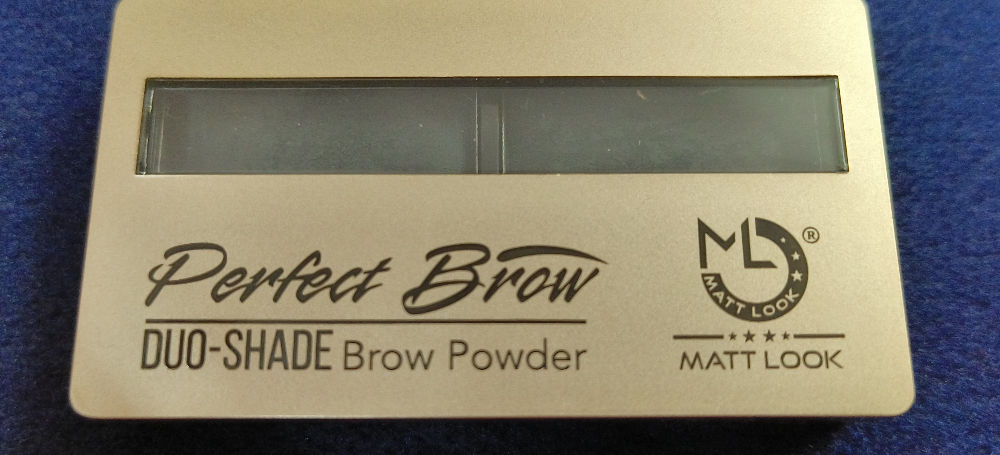 Perfect Brow
DUO-SHADE Brow Powder
ML ®
MATT LOOK
MATT LOOK